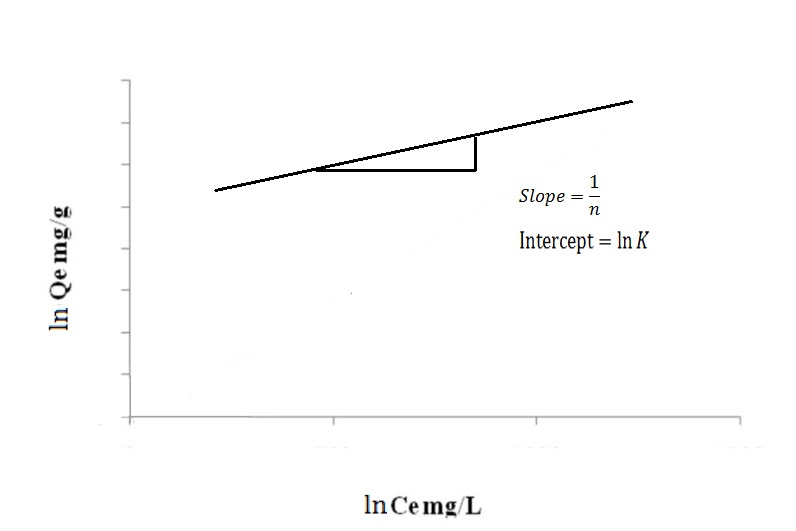 ln Qe mg/g
Slope = 1/n
Intercept = ln K
ln Ce mg/L